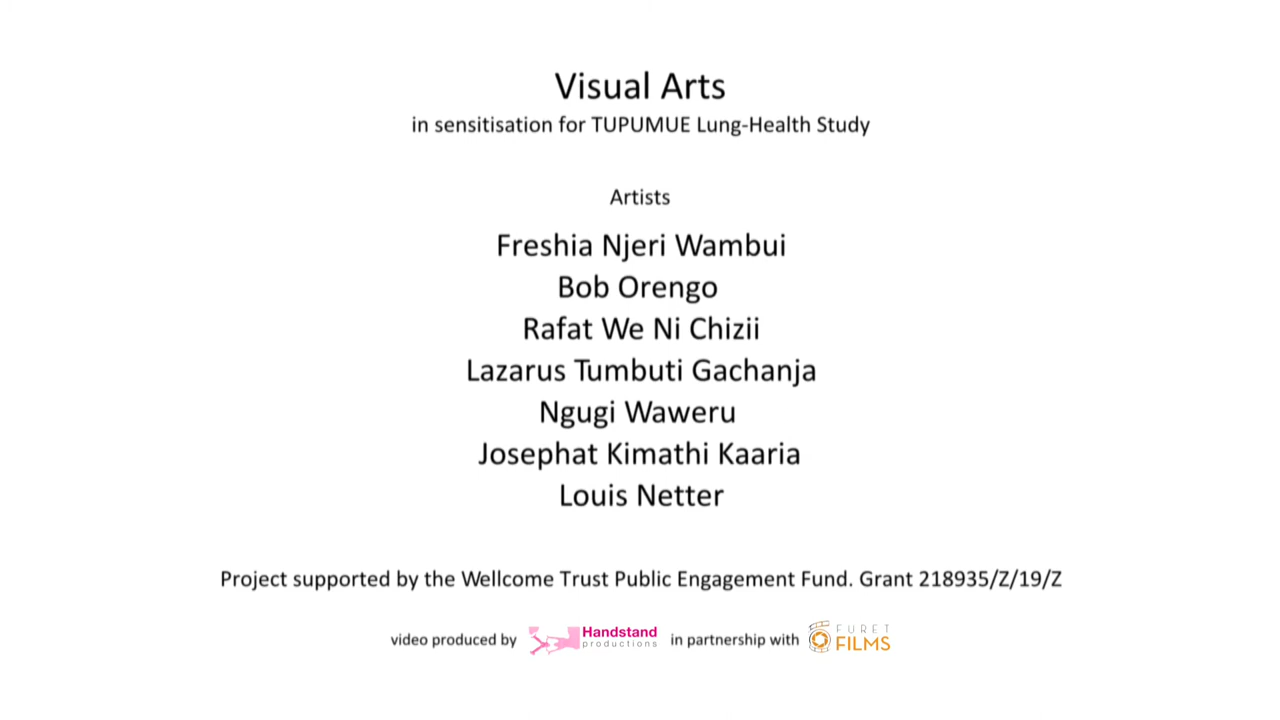 Visual Arts
in sensitisation for TUPUMUE Lung-Health Study
Artists
Freshia Njeri Wambui
Bob Orengo
Rafat We Ni Chizii
Lazarus Tumbuti Gachanja
Ngugi Waweru
Josephat Kimathi Kaaria
Louis Netter
Project supported by the Wellcome Trust Public Engagement Fund. Grant 218935/Z/19/Z
video produced by Handstand productions in partnership with FURET FILMS